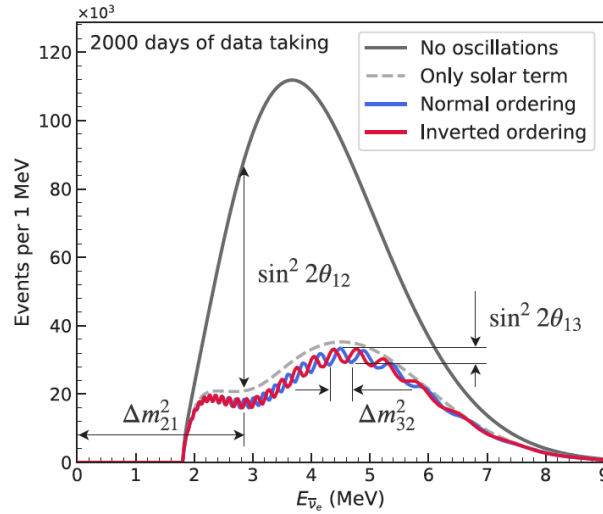 ×10³
2000 days of data taking
No oscillations
Only solar term
Normal ordering
Inverted ordering
Events per 1 MeV
120
100
80
60
40
20
0
sin² 2θ₁₂
sin² 2θ₁₃
Δm²₂₁
Δm²₃₂
0 1 2 3 4 5 6 7 8 9
E_ν̅ₑ (MeV)